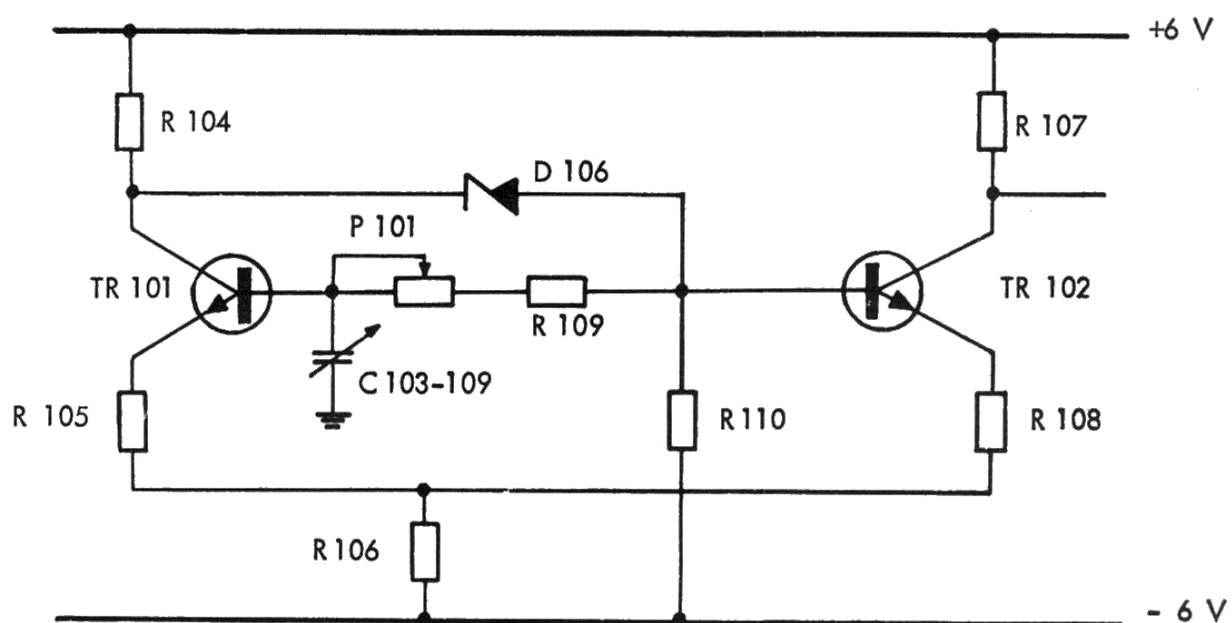 +6 V
R 104
R 107
D 106
P 101
TR 101
TR 102
R 109
C 103-109
R 105
R 110
R 108
R 106
- 6 V